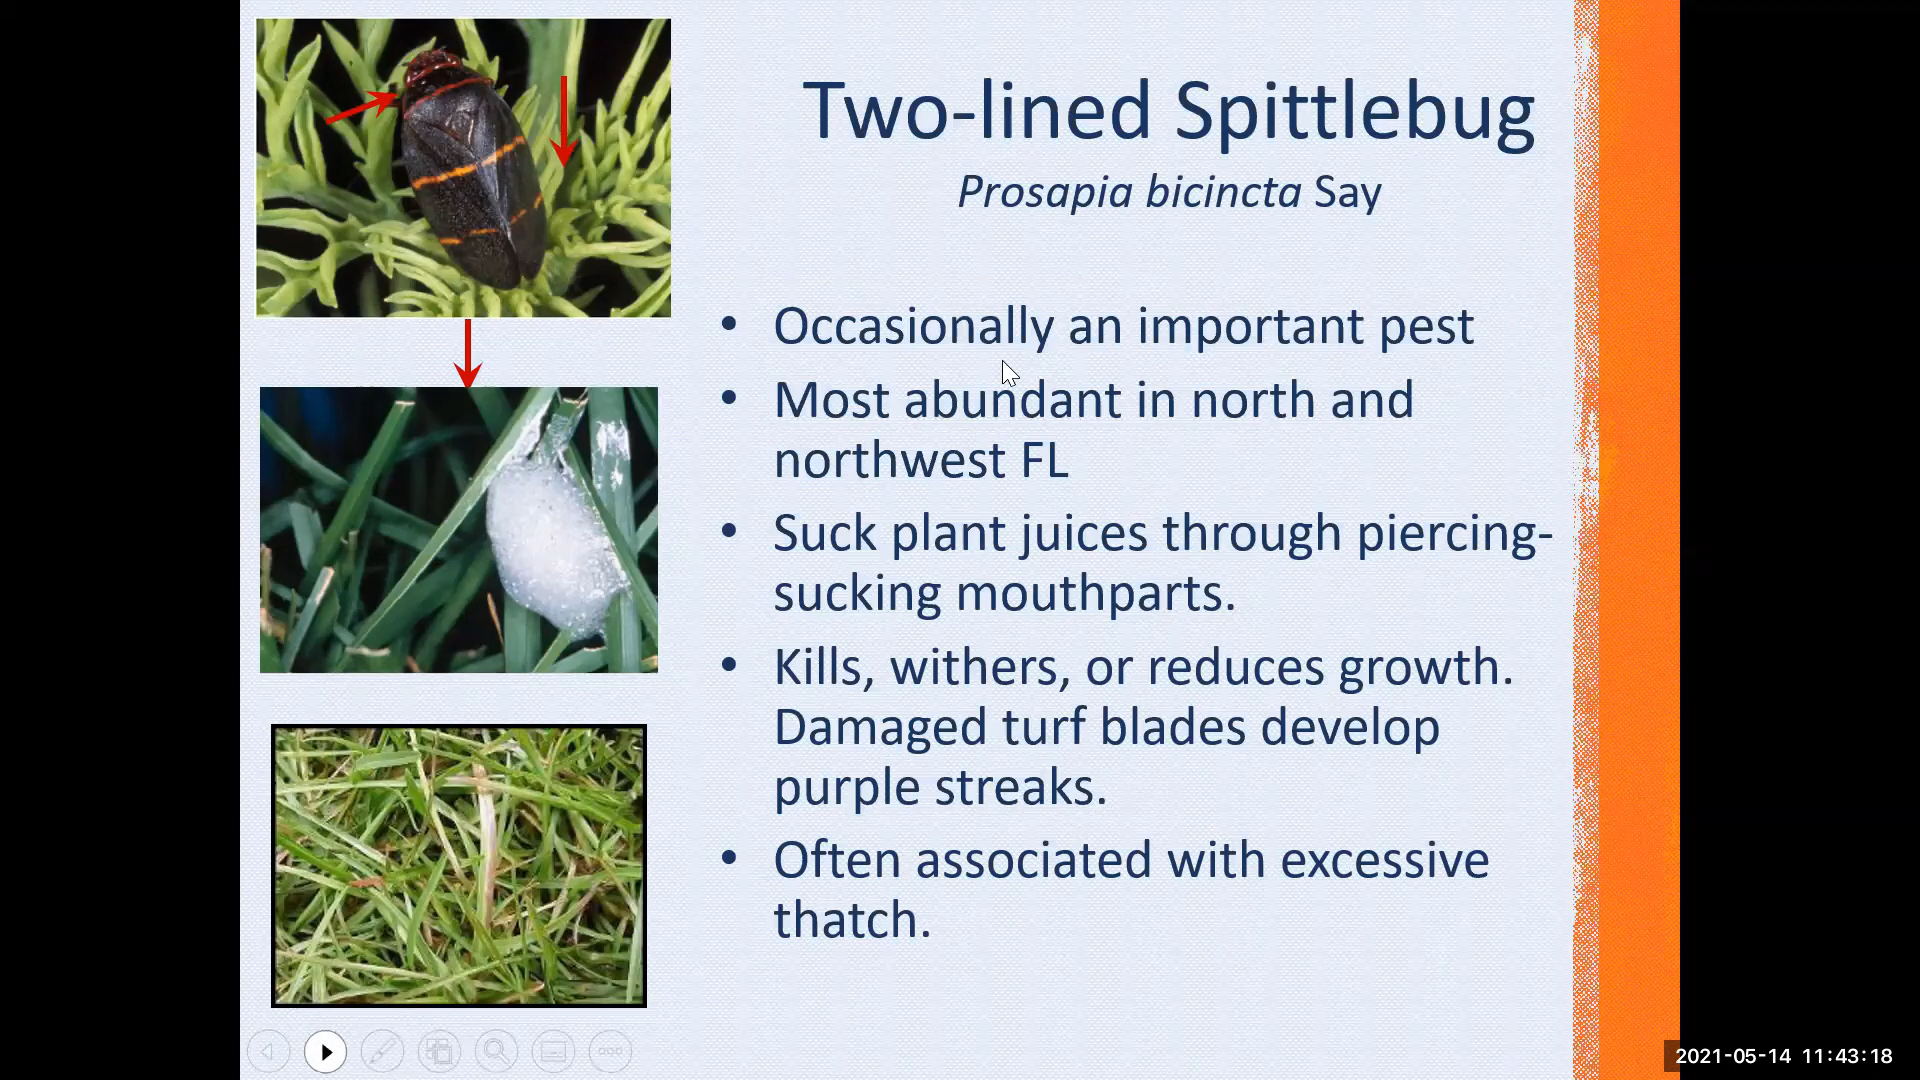 Two-lined Spittlebug
Prosapia bicincta Say
• Occasionally an important pest
• Most abundant in north and
northwest FL
• Suck plant juices through piercing-
sucking mouthparts.
• Kills, withers, or reduces growth.
Damaged turf blades develop
purple streaks.
• Often associated with excessive
thatch.
2021-05-14 11:43:18